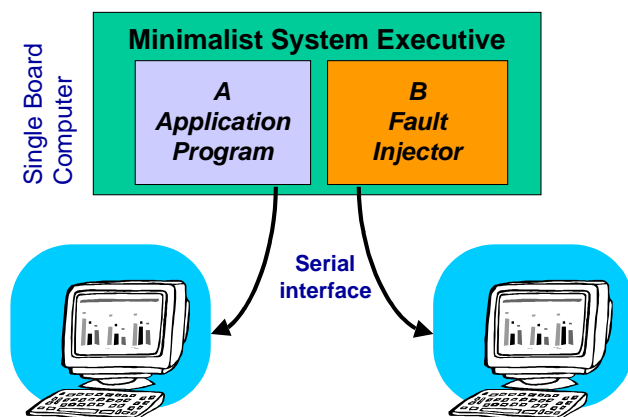 Minimalist System Executive
Single Board
Computer
A
Application
Program
B
Fault
Injector
Serial
interface